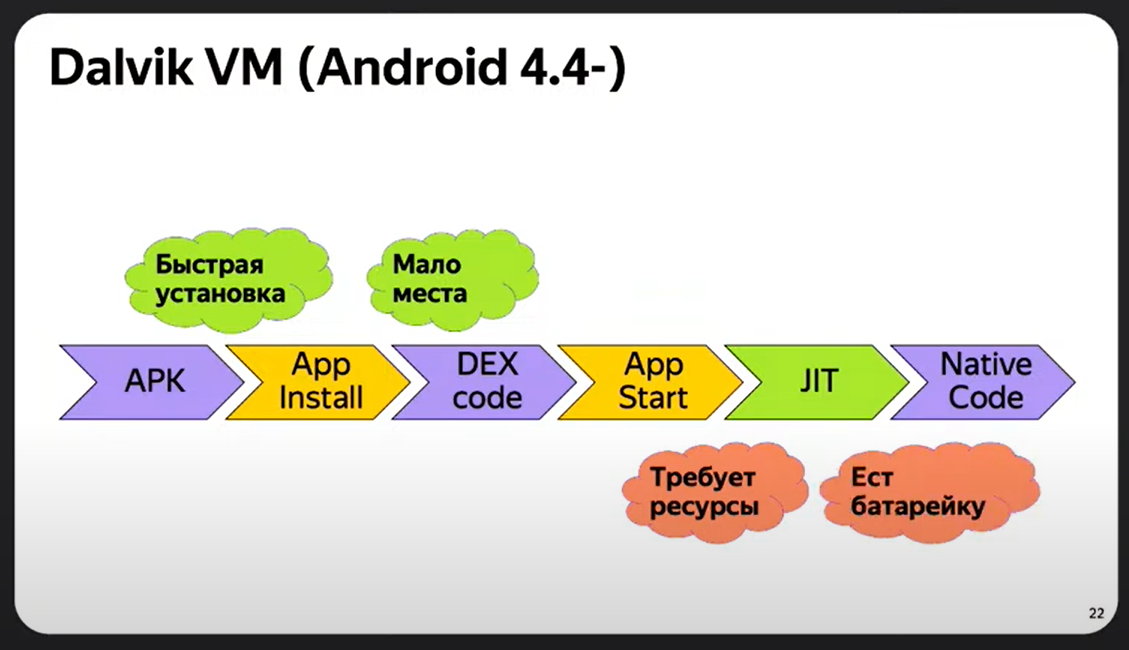 Dalvik VM (Android 4.4-)
Быстрая
установка
Мало
места
APK
App
Install
DEX
code
App
Start
JIT
Native
Code
Требует
ресурсы
Ест
батарейку
22